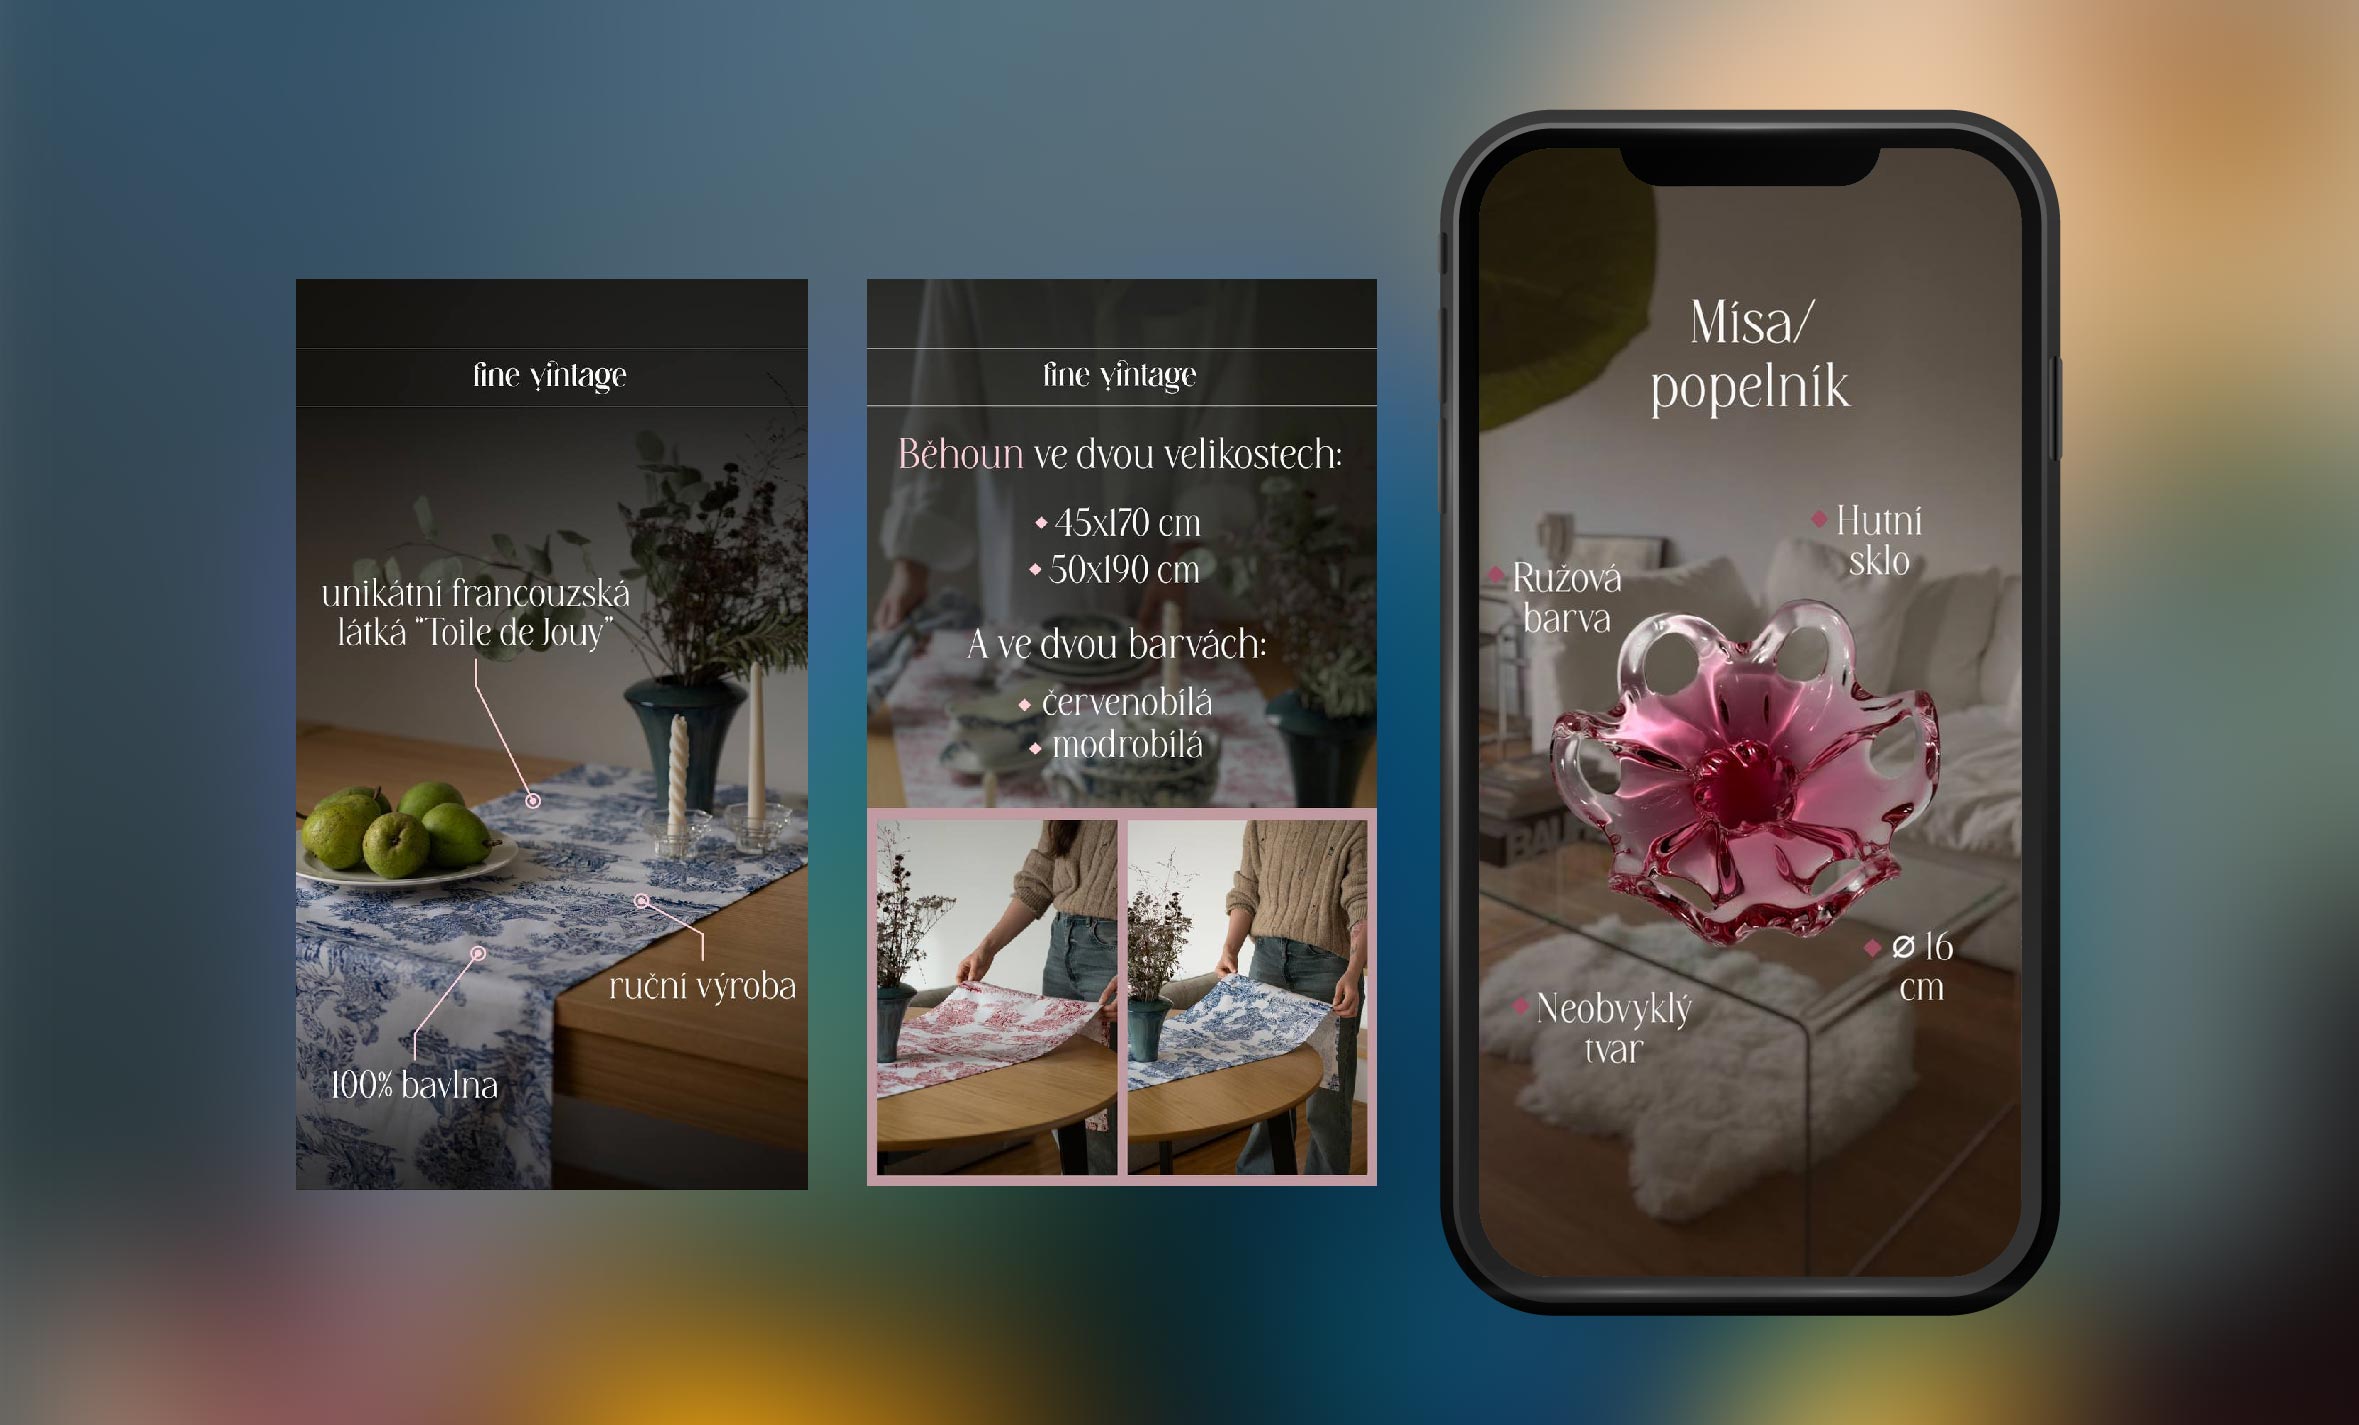 fine vintage
unikátní francouzská
látká "Toile de Jouy"
ruční výroba
100% bavlna
fine vintage
Běhoun ve dvou velikostech:
45x170 cm
50x190 cm
A ve dvou barvách:
červenobílá
modrobílá
Mísa/
popelník
Hutní
sklo
Ružová
barva
⌀ 16
cm
Neobvyklý
tvar